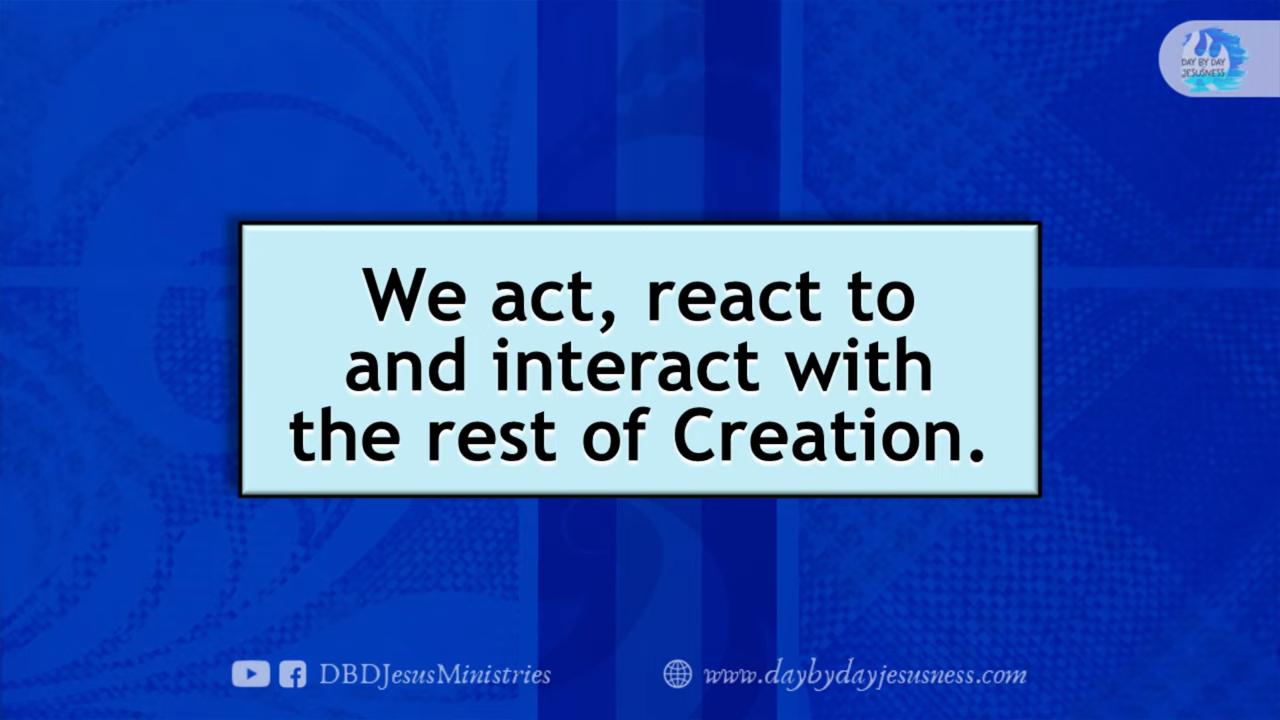 DAY BY DAY
JESUSNESS
We act, react to
and interact with
the rest of Creation.
DBDJesusMinistries
www.daybydayjesusness.com